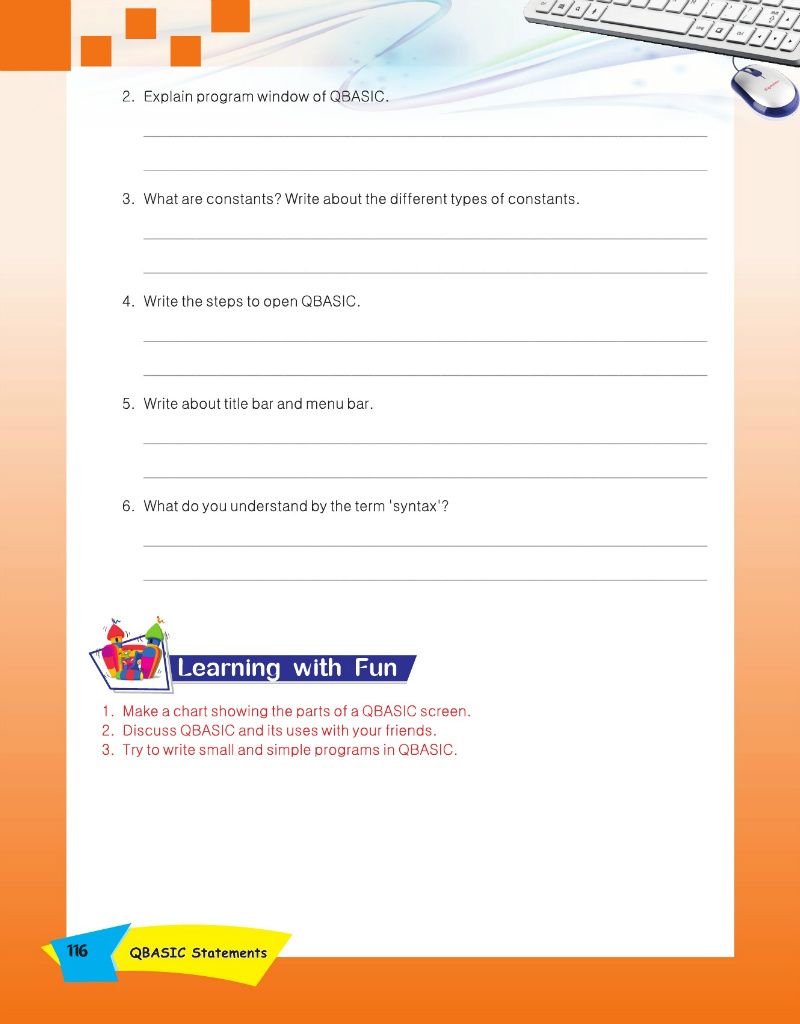 2. Explain program window of QBASIC.
3. What are constants? Write about the different types of constants.
4. Write the steps to open QBASIC.
5. Write about title bar and menu bar.
6. What do you understand by the term 'syntax'?
Learning with Fun
1. Make a chart showing the parts of a QBASIC screen.
2. Discuss QBASIC and its uses with your friends.
3. Try to write small and simple programs in QBASIC.
116
QBASIC Statements